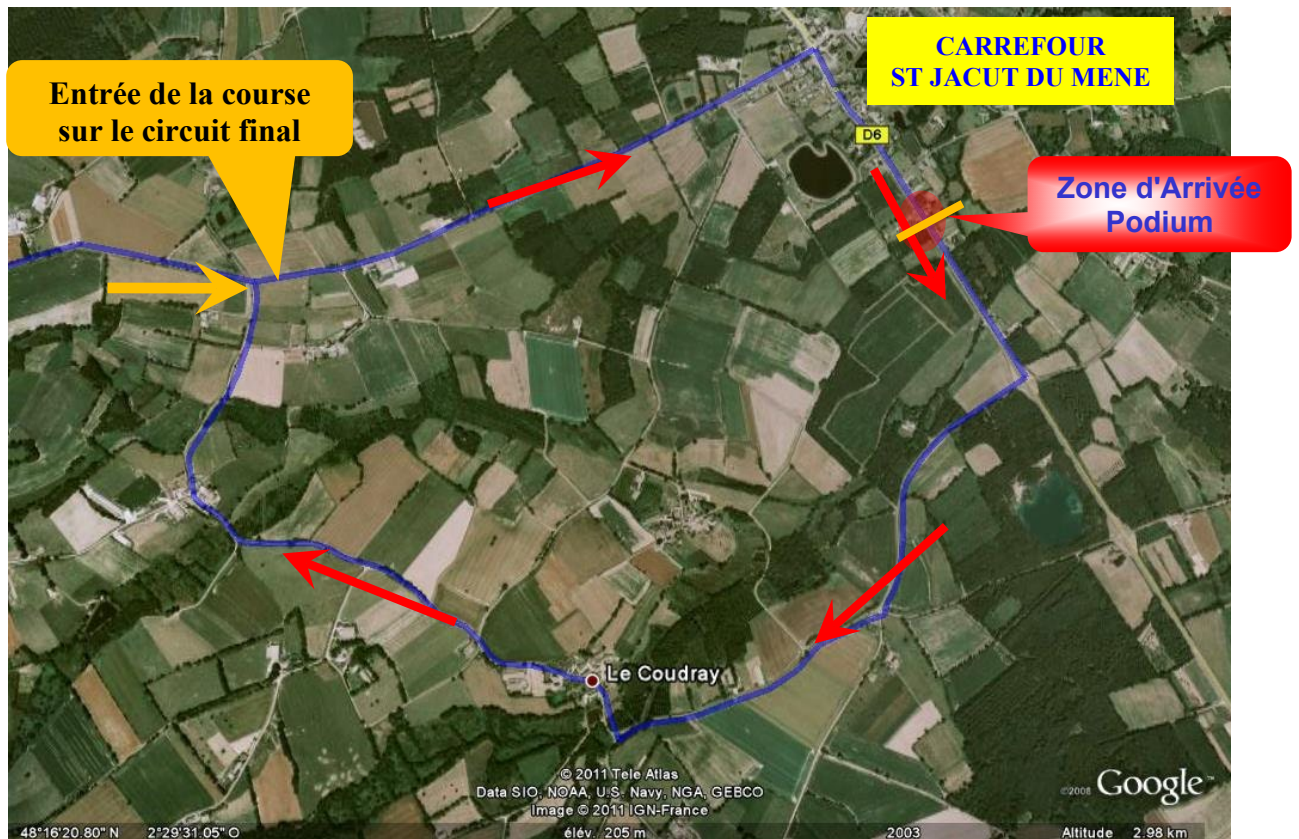 CARREFOUR
ST JACUT DU MENE
Entrée de la course
sur le circuit final
D6
Zone d'Arrivée
Podium
Le Coudray
© 2011 Tele Atlas
Data SIO, NOAA, U.S. Navy, NGA, GEBCO
Image © 2011 IGN-France
©2008 Google™
48°16'20.80" N 2°29'31.05" O élév. 205 m 2003 Altitude 2.98 km